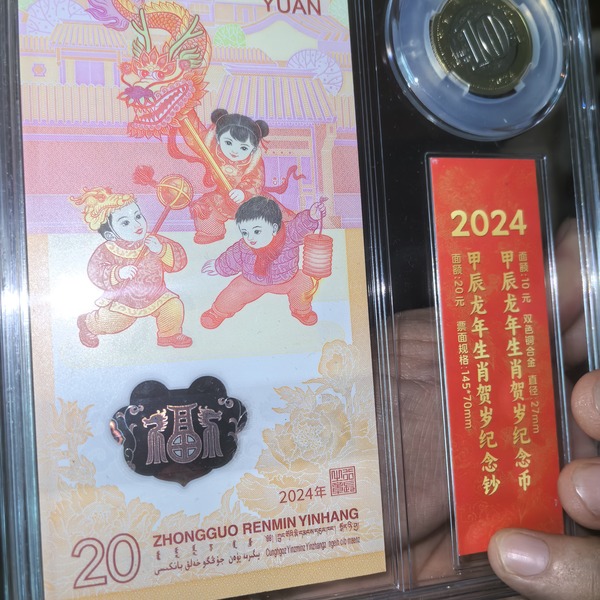 YUAN
2024年
20
ZHONGGUO RENMIN YINHANG
10
2024
甲辰龙年生肖贺岁纪念币
面额:10元 双色铜合金 直径:27mm
甲辰龙年生肖贺岁纪念钞
面额:20元 票面规格:145*70mm